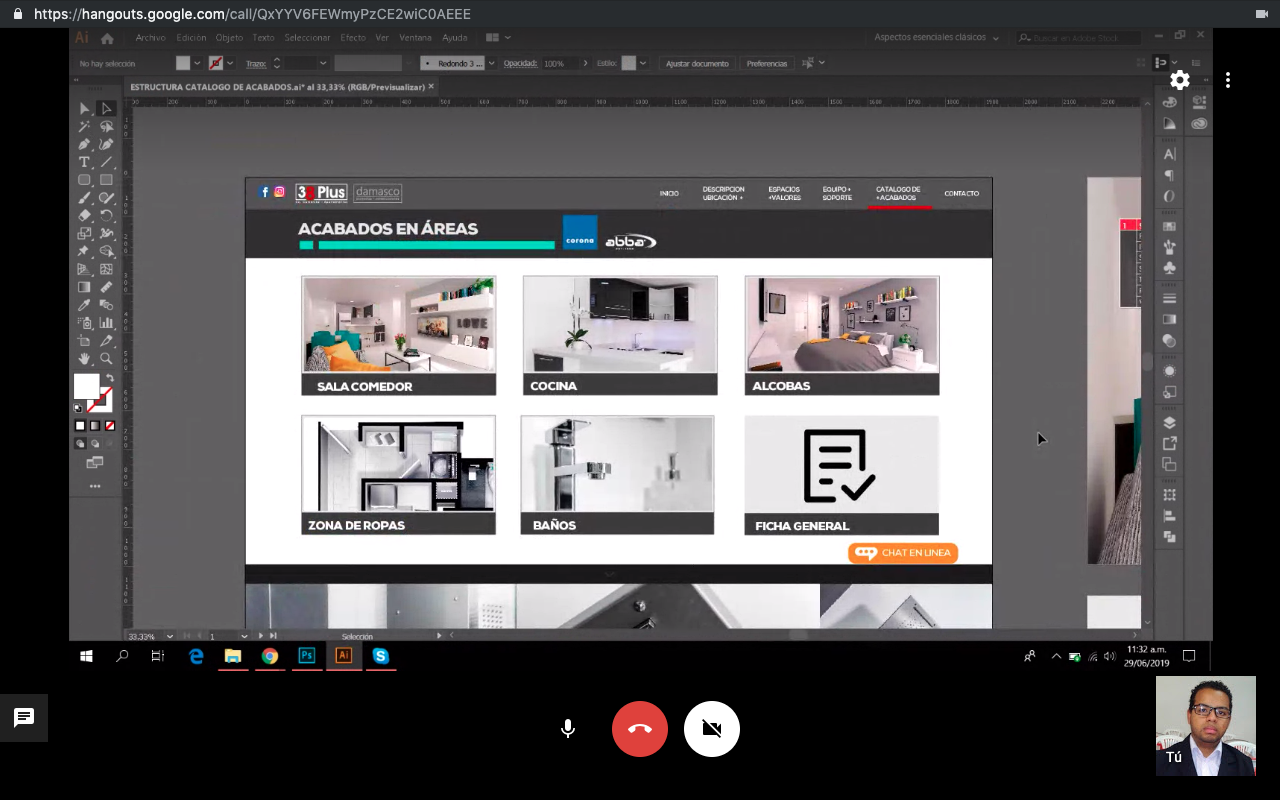 https://hangouts.google.com/call/QxYYV6FEWmyPzCE2wiC0AEEE
Ai Archivo Edición Objeto Texto Seleccionar Efecto Ver Ventana Ayuda Aspectos esenciales clásicos Buscar en Adobe Stock
No hay selección Trazo: Redondo 3 ... Opacidad: 100% Estilo: Ajustar documento Preferencias
ESTRUCTURA CATALOGO DE ACABADOS.ai* al 33,33% (RGB/Previsualizar)
3 Plus damasco
INICIO
DESCRIPCION
UBICACIÓN +
ESPACIOS
+VALORES
EQUIPO +
SOPORTE
CATALOGO DE
+ACABADOS
CONTACTO
ACABADOS EN ÁREAS
corona
abba
LOVE
SALA COMEDOR
COCINA
ALCOBAS
ZONA DE ROPAS
BAÑOS
FICHA GENERAL
CHAT EN LINEA
33,33% 1 Selección
Ps Ai
11:32 a.m.
29/06/2019
Tú